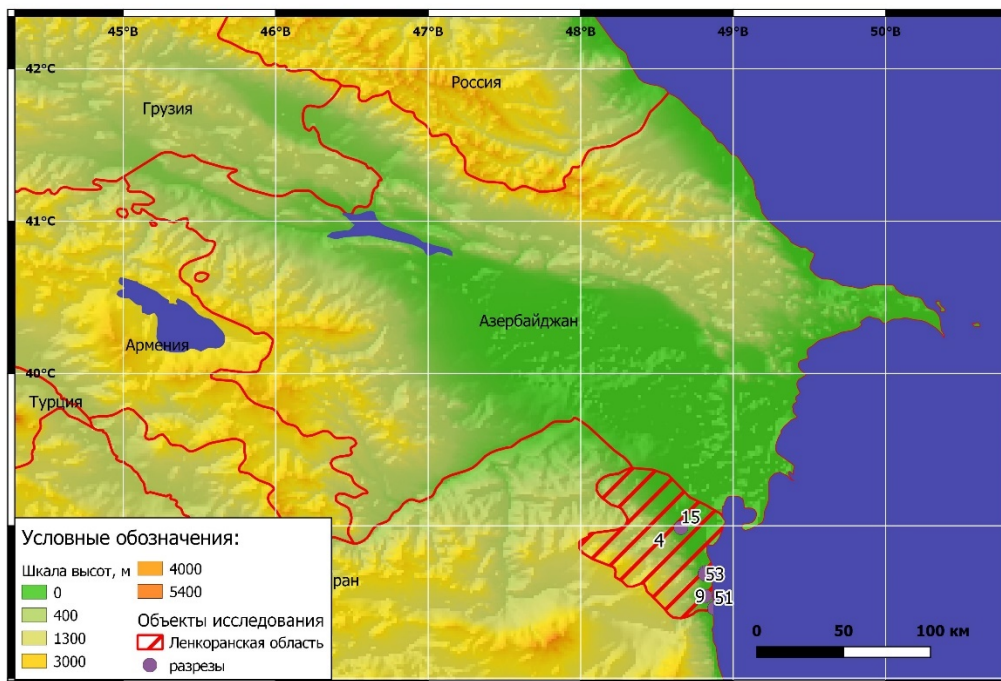 45°В 46°В 47°В 48°В 49°В 50°В
42°С
Россия
Грузия
41°С
Азербайджан
Армения
40°С
Турция
15
4
53
9 51
ран
Условные обозначения:
Шкала высот, м
0
400
1300
3000
4000
5400
Объекты исследования
Ленкоранская область
разрезы
0 50 100 км